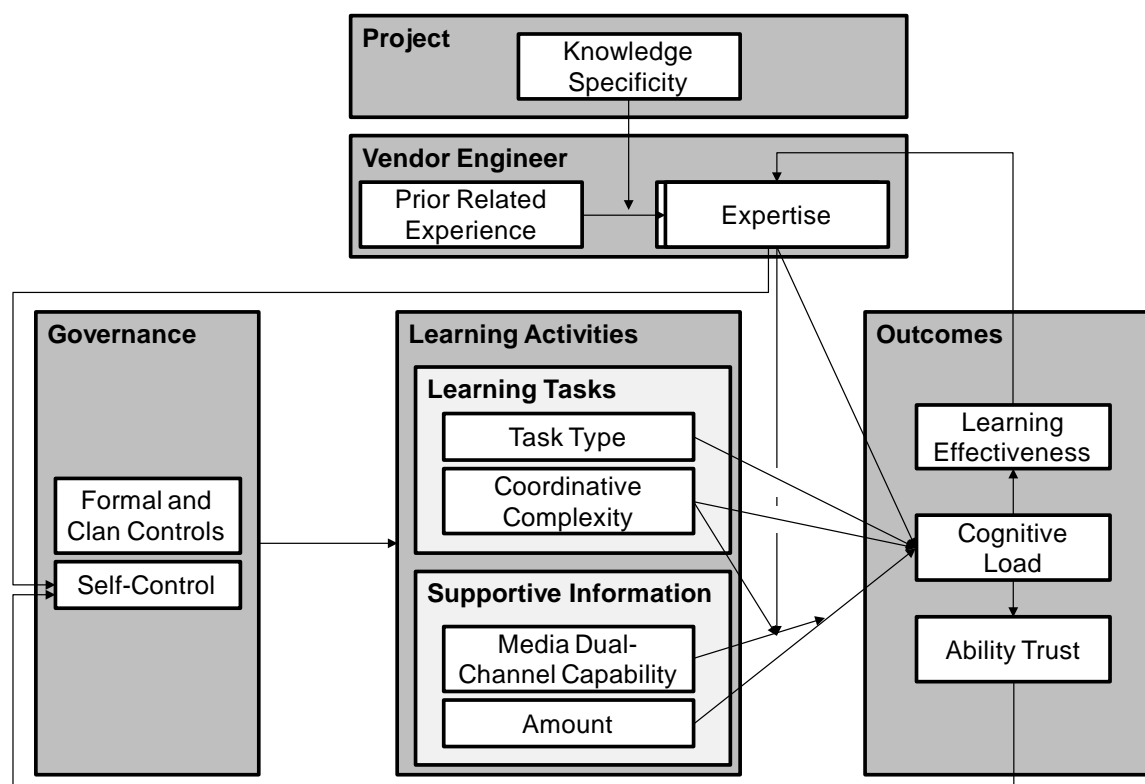 Project
Knowledge
Specificity
Vendor Engineer
Prior Related
Experience
Expertise
Governance
Formal and
Clan Controls
Self-Control
Learning Activities
Learning Tasks
Task Type
Coordinative
Complexity
Supportive Information
Media Dual-
Channel Capability
Amount
Outcomes
Learning
Effectiveness
Cognitive
Load
Ability Trust